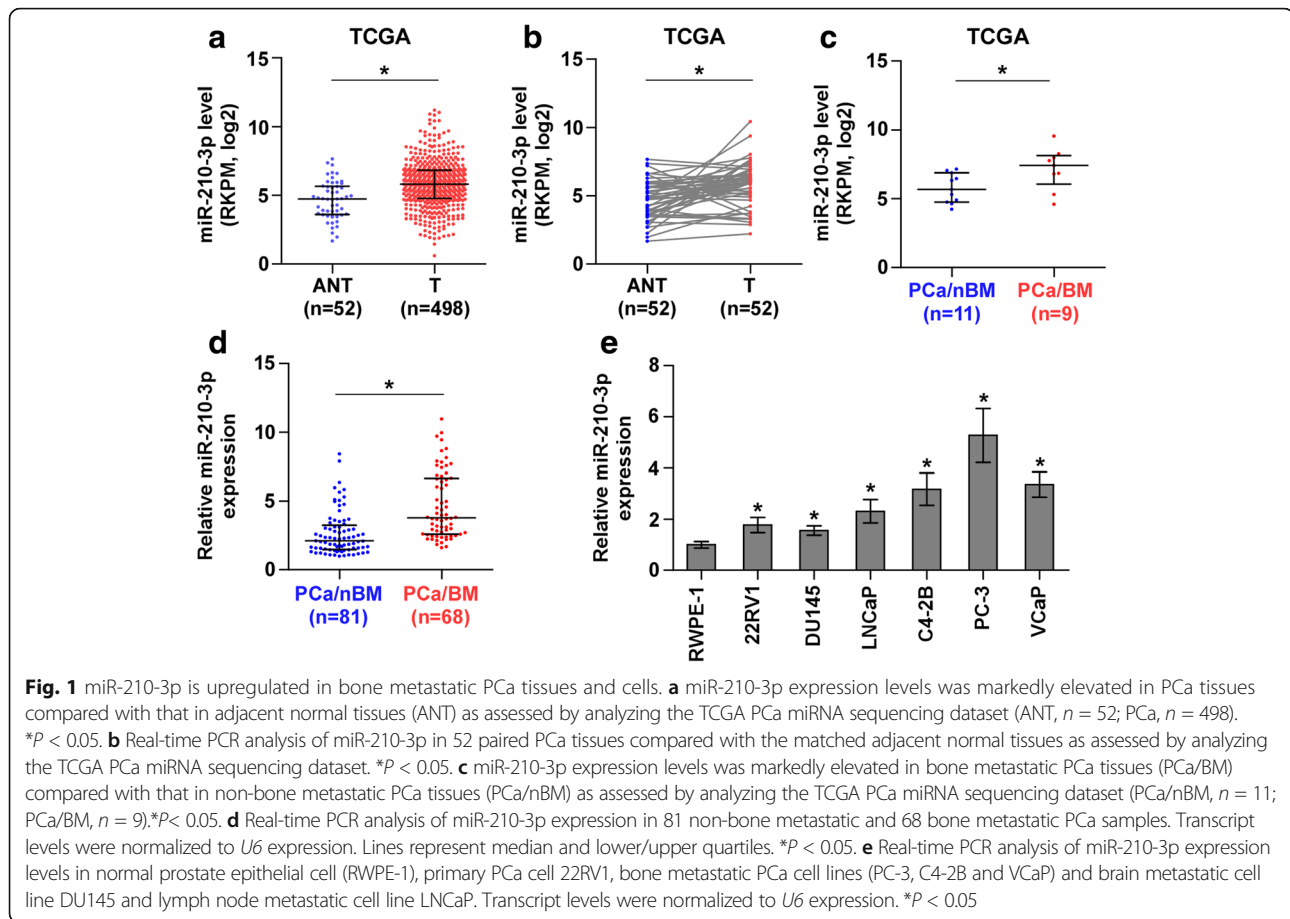 a
TCGA
*
miR-210-3p level
(RKPM, log2)
15
10
5
0
ANT
(n=52)
T
(n=498)
b
TCGA
*
miR-210-3p level
(RKPM, log2)
15
10
5
0
ANT
(n=52)
T
(n=52)
c
TCGA
*
miR-210-3p level
(RKPM, log2)
15
10
5
0
PCa/nBM
(n=11)
PCa/BM
(n=9)
d
*
Relative miR-210-3p
expression
15
10
5
0
PCa/nBM
(n=81)
PCa/BM
(n=68)
e
Relative miR-210-3p
expression
8
6
4
2
0
* * * * * *
RWPE-1
22RV1
DU145
LNCaP
C4-2B
PC-3
VCaP
Fig. 1 miR-210-3p is upregulated in bone metastatic PCa tissues and cells. a miR-210-3p expression levels was markedly elevated in PCa tissues
compared with that in adjacent normal tissues (ANT) as assessed by analyzing the TCGA PCa miRNA sequencing dataset (ANT, n = 52; PCa, n = 498).
*P < 0.05. b Real-time PCR analysis of miR-210-3p in 52 paired PCa tissues compared with the matched adjacent normal tissues as assessed by analyzing
the TCGA PCa miRNA sequencing dataset. *P < 0.05. c miR-210-3p expression levels was markedly elevated in bone metastatic PCa tissues (PCa/BM)
compared with that in non-bone metastatic PCa tissues (PCa/nBM) as assessed by analyzing the TCGA PCa miRNA sequencing dataset (PCa/nBM, n = 11;
PCa/BM, n = 9).*P< 0.05. d Real-time PCR analysis of miR-210-3p expression in 81 non-bone metastatic and 68 bone metastatic PCa samples. Transcript
levels were normalized to U6 expression. Lines represent median and lower/upper quartiles. *P < 0.05. e Real-time PCR analysis of miR-210-3p expression
levels in normal prostate epithelial cell (RWPE-1), primary PCa cell 22RV1, bone metastatic PCa cell lines (PC-3, C4-2B and VCaP) and brain metastatic cell
line DU145 and lymph node metastatic cell line LNCaP. Transcript levels were normalized to U6 expression. *P < 0.05